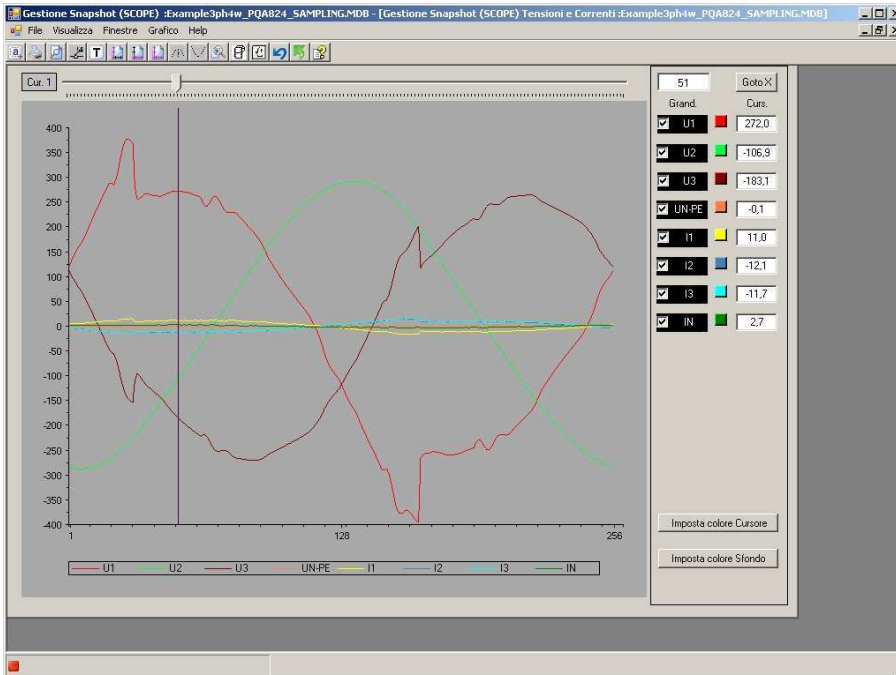 Gestione Snapshot (SCOPE) :Example3ph4w_PQA824_SAMPLING.MDB - [Gestione Snapshot (SCOPE) Tensioni e Correnti :Example3ph4w_PQA824_SAMPLING.MDB]
File Visualizza Finestre Grafico Help
Cur. 1
51 Goto X
Grand. Curs.
U1 272,0
U2 -106,9
U3 -183,1
UN-PE -0,1
I1 11,0
I2 -12,1
I3 -11,7
IN 2,7
400
350
300
250
200
150
100
50
0
-50
-100
-150
-200
-250
-300
-350
-400
1 128 256
U1 U2 U3 UN-PE I1 I2 I3 IN
Imposta colore Cursore
Imposta colore Sfondo